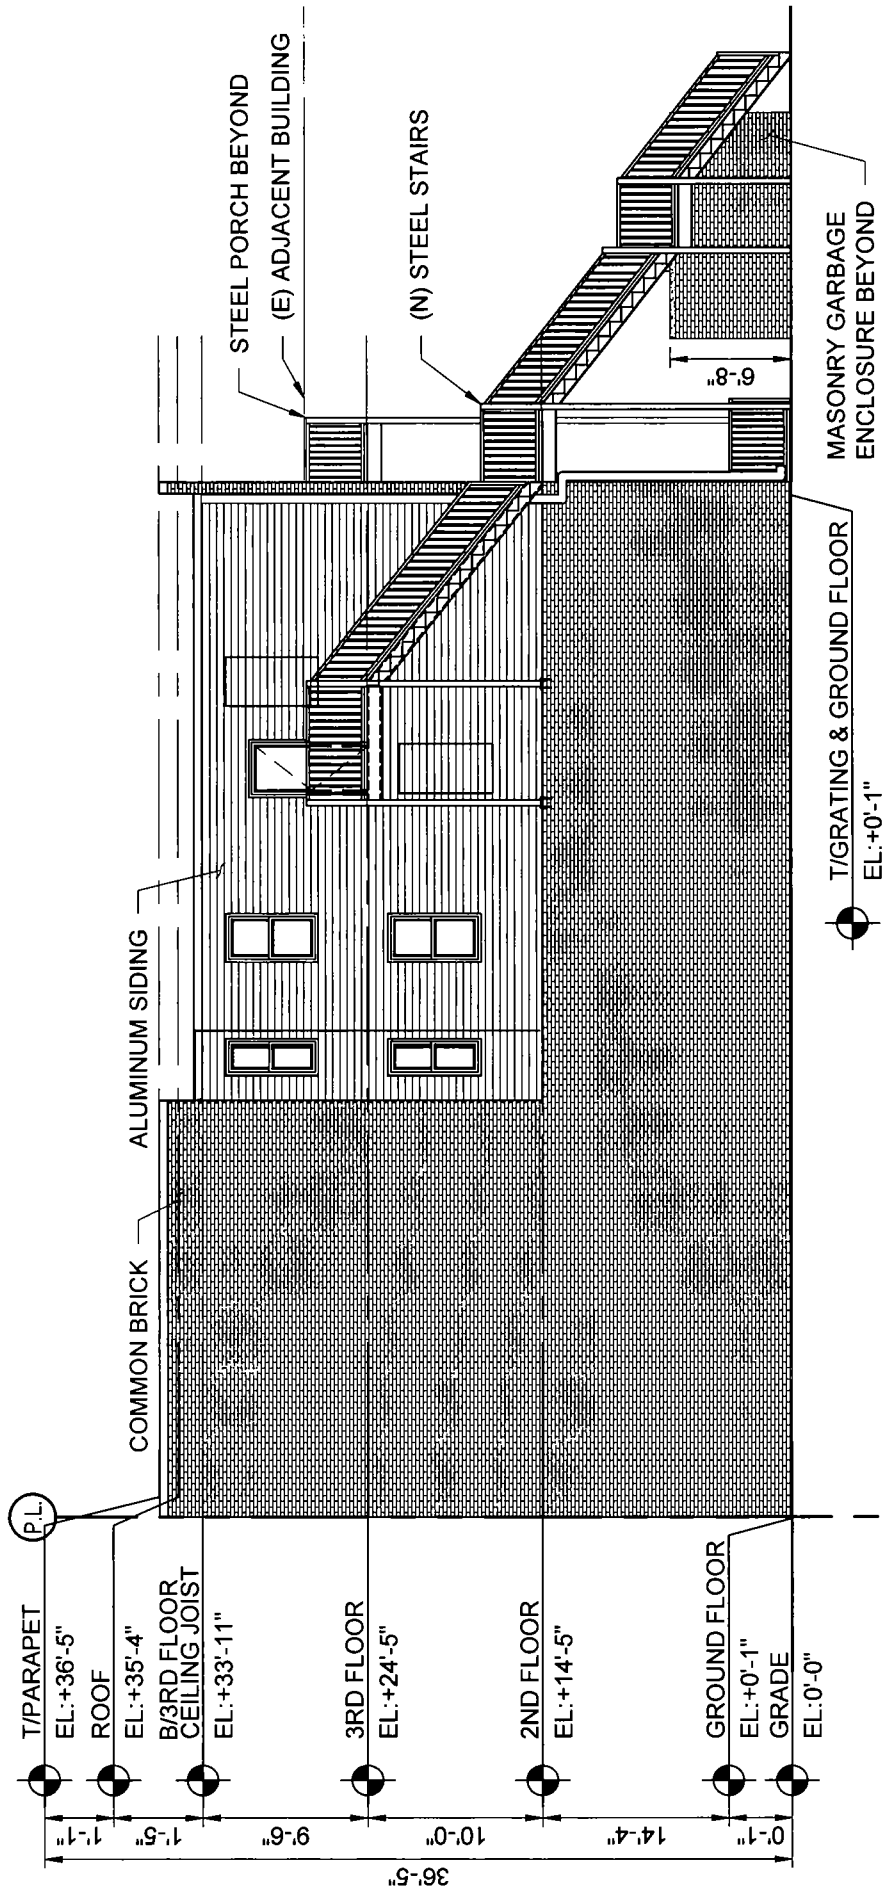 STEEL PORCH BEYOND
(E) ADJACENT BUILDING
(N) STEEL STAIRS
ALUMINUM SIDING
COMMON BRICK
P.L.
T/PARAPET
EL:+36'-5"
ROOF
EL:+35'-4"
B/3RD FLOOR
CEILING JOIST
EL:+33'-11"
3RD FLOOR
EL:+24'-5"
2ND FLOOR
EL:+14'-5"
GROUND FLOOR
EL:+0'-1"
GRADE
EL:0'-0"
1'-1"
1'-5"
9'-6"
10'-0"
14'-4"
0'-1"
36'-5"
6'-8"
MASONRY GARBAGE
ENCLOSURE BEYOND
T/GRATING & GROUND FLOOR
EL:+0'-1"